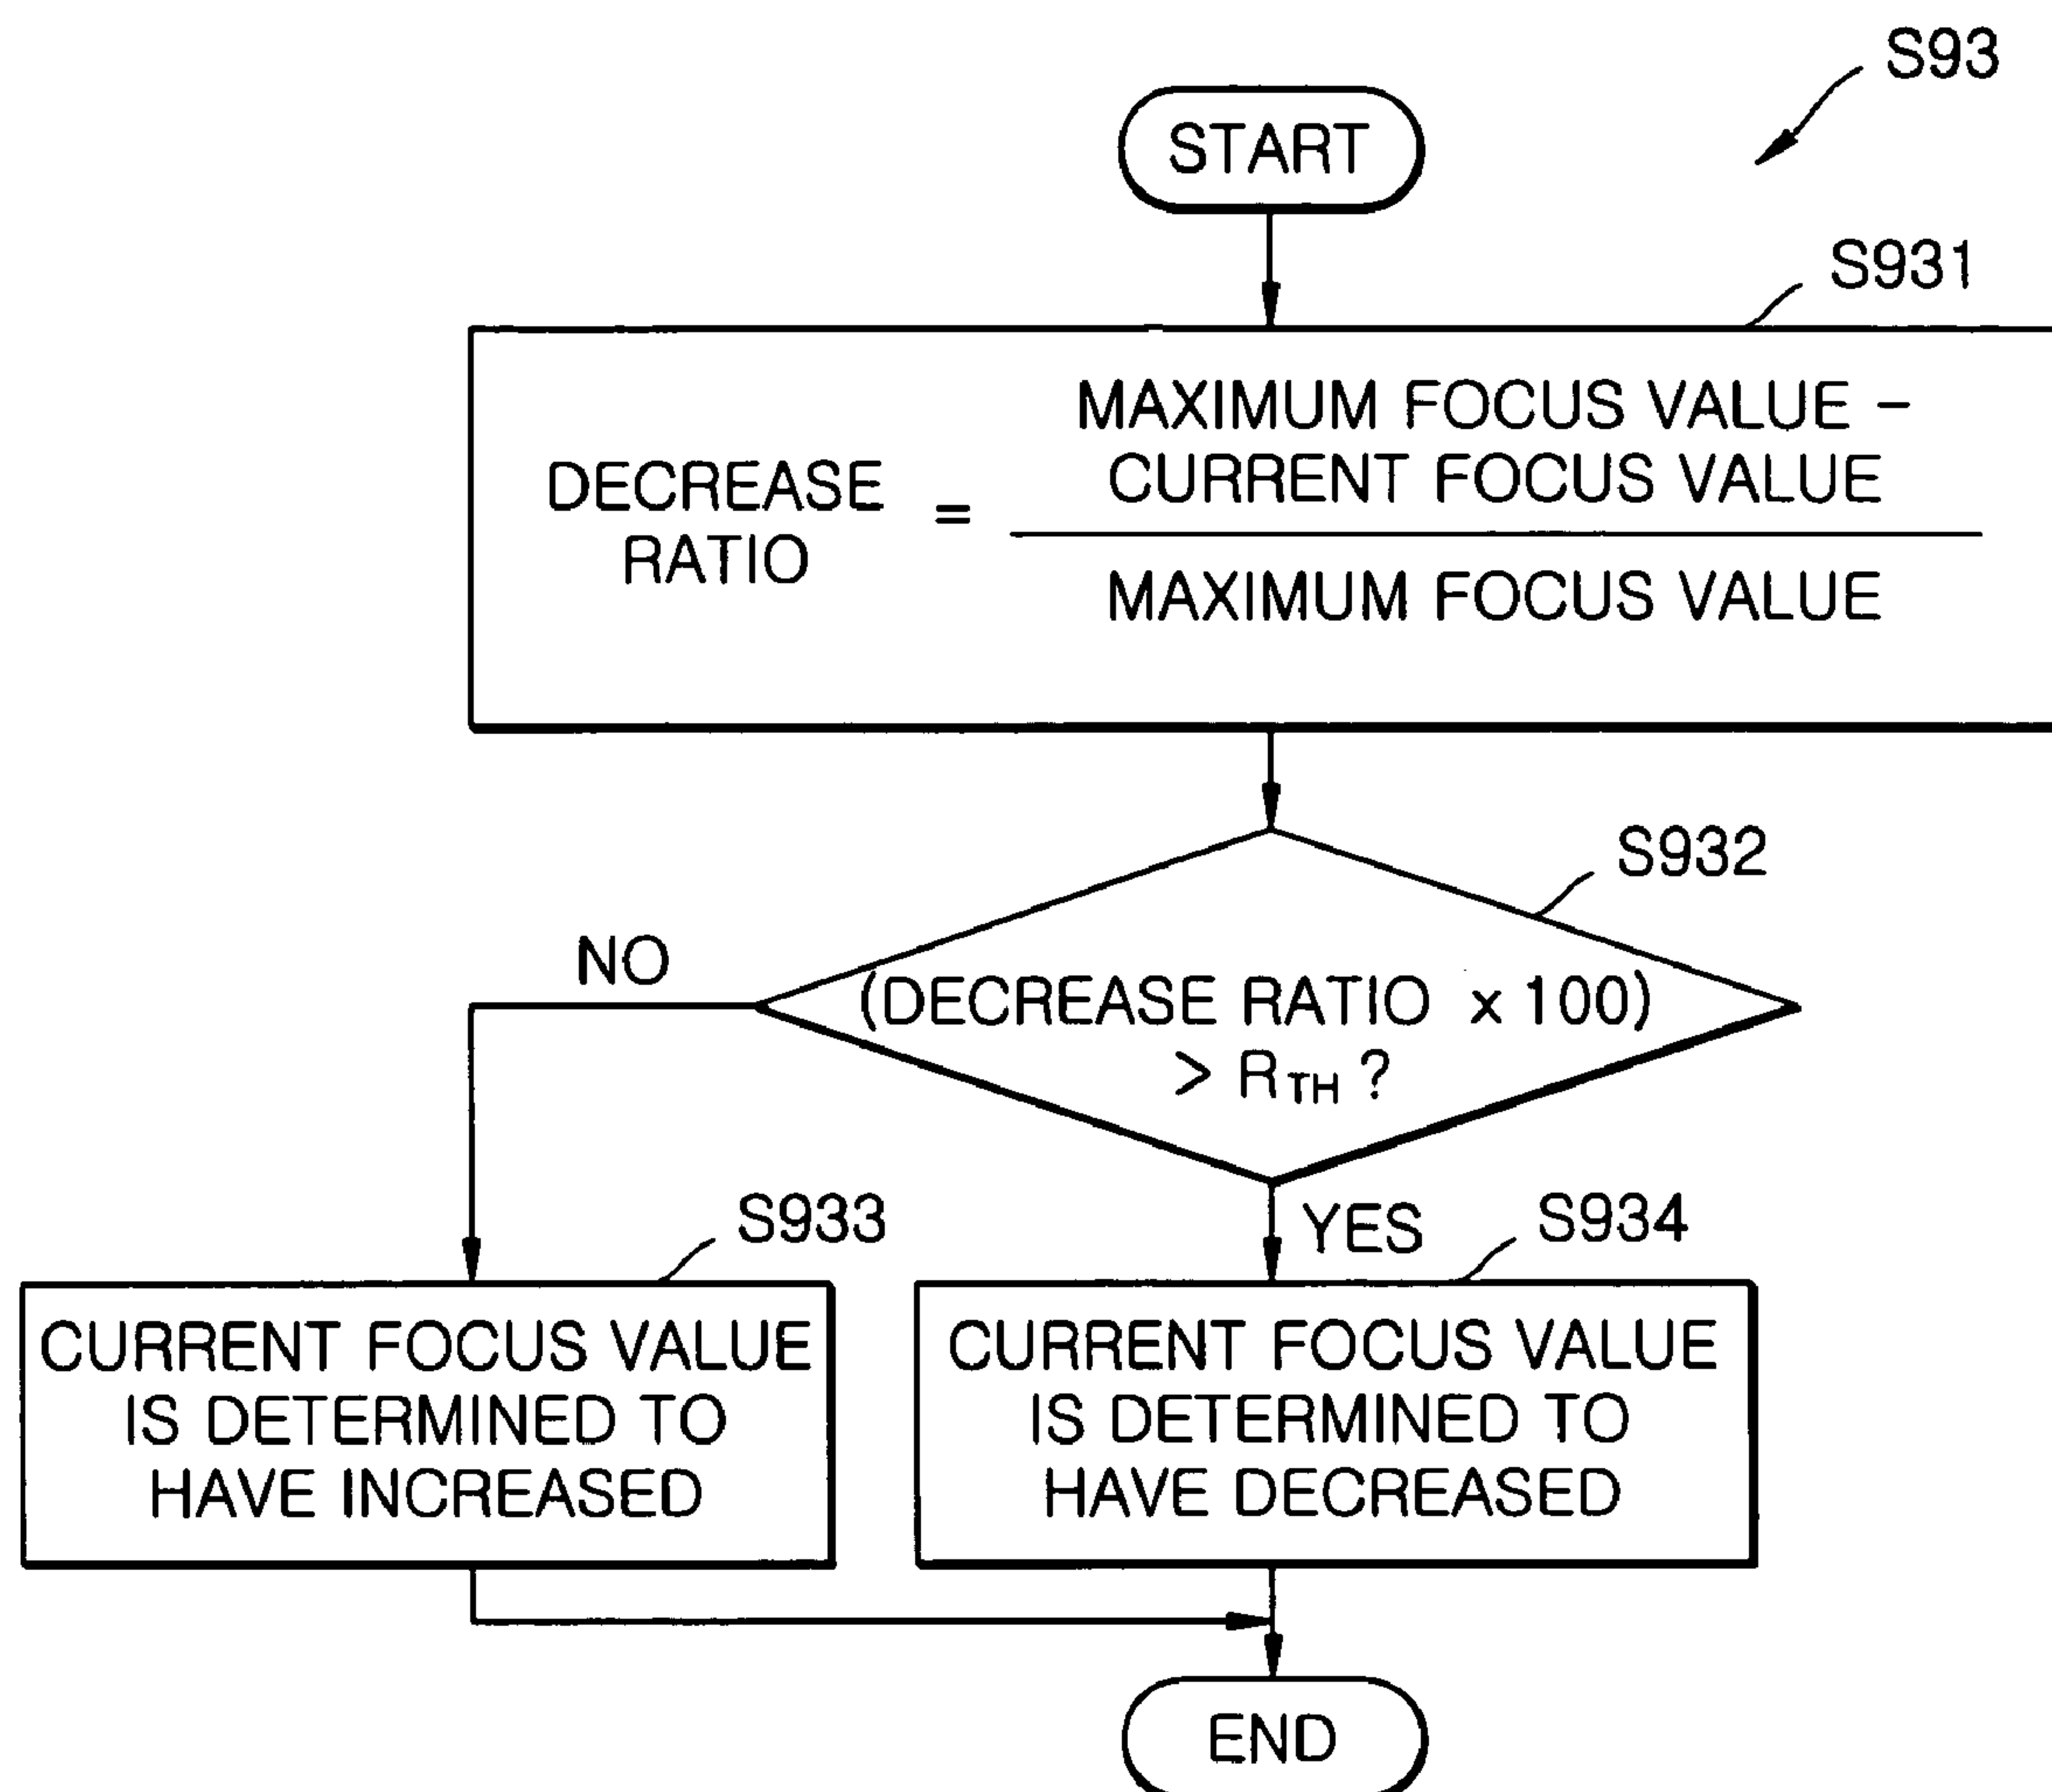 S93
START
S931
DECREASE
RATIO
=
MAXIMUM FOCUS VALUE –
CURRENT FOCUS VALUE
MAXIMUM FOCUS VALUE
S932
NO
(DECREASE RATIO x 100)
> RTH ?
S933
YES
S934
CURRENT FOCUS VALUE
IS DETERMINED TO
HAVE INCREASED
CURRENT FOCUS VALUE
IS DETERMINED TO
HAVE DECREASED
END